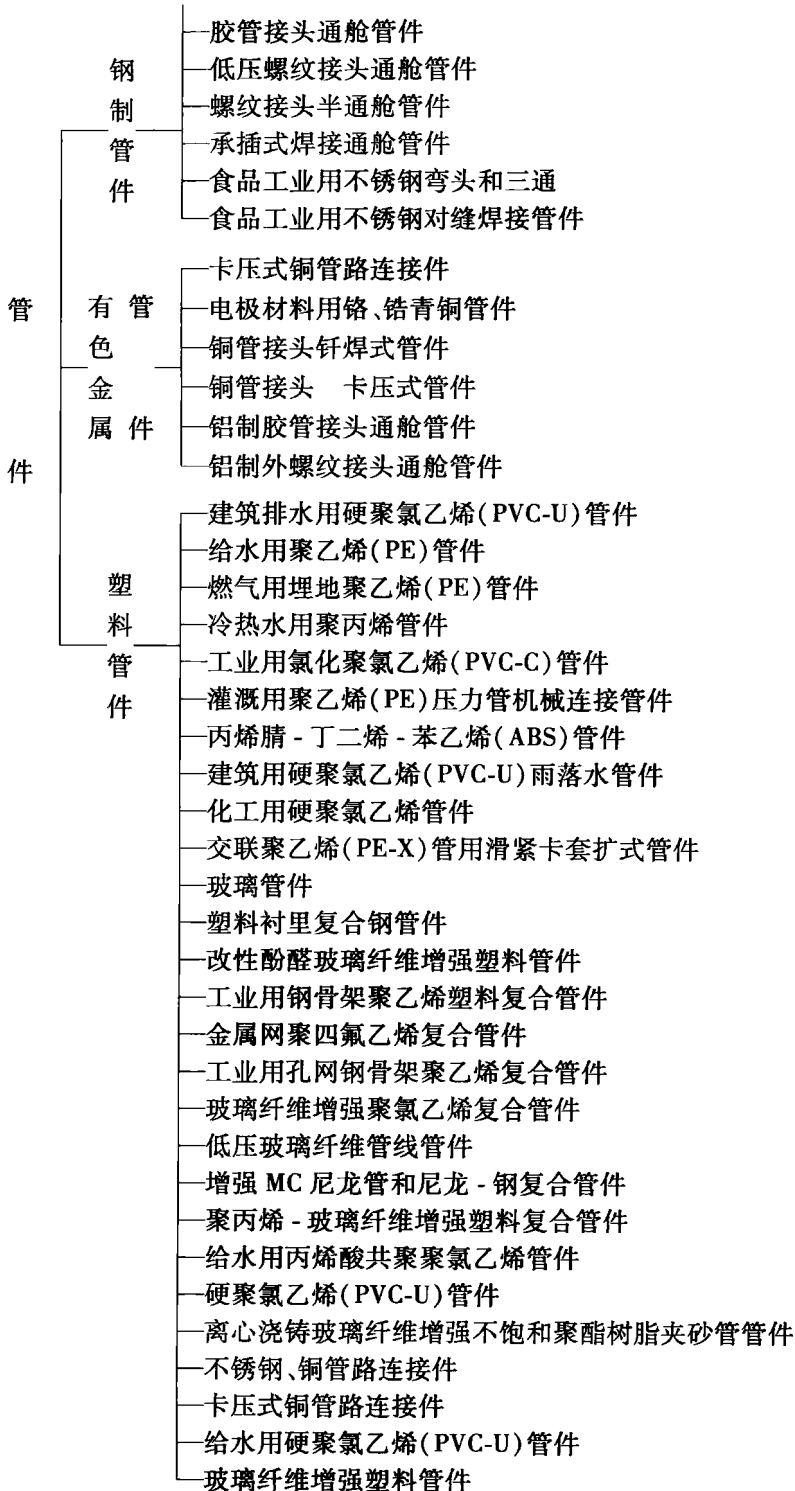 管件
钢制管件
胶管接头通舱管件
低压螺纹接头通舱管件
螺纹接头半通舱管件
承插式焊接通舱管件
食品工业用不锈钢弯头和三通
食品工业用不锈钢对缝焊接管件
有色金属管件
卡压式铜管路连接件
电极材料用铬、锆青铜管件
铜管接头钎焊式管件
铜管接头 卡压式管件
铝制胶管接头通舱管件
铝制外螺纹接头通舱管件
塑料管件
建筑排水用硬聚氯乙烯(PVC-U)管件
给水用聚乙烯(PE)管件
燃气用埋地聚乙烯(PE)管件
冷热水用聚丙烯管件
工业用氯化聚氯乙烯(PVC-C)管件
灌溉用聚乙烯(PE)压力管机械连接管件
丙烯腈-丁二烯-苯乙烯(ABS)管件
建筑用硬聚氯乙烯(PVC-U)雨落水管件
化工用硬聚氯乙烯管件
交联聚乙烯(PE-X)管用滑紧卡套扩式管件
玻璃管件
塑料衬里复合钢管件
改性酚醛玻璃纤维增强塑料管件
工业用钢骨架聚乙烯塑料复合管件
金属网聚四氟乙烯复合管件
工业用孔网钢骨架聚乙烯复合管件
玻璃纤维增强聚氯乙烯复合管件
低压玻璃纤维管线管件
增强MC尼龙管和尼龙-钢复合管件
聚丙烯-玻璃纤维增强塑料复合管件
给水用丙烯酸共聚聚氯乙烯管件
硬聚氯乙烯(PVC-U)管件
离心浇铸玻璃纤维增强不饱和聚酯树脂夹砂管管件
不锈钢、铜管路连接件
卡压式铜管路连接件
给水用硬聚氯乙烯(PVC-U)管件
玻璃纤维增强塑料管件